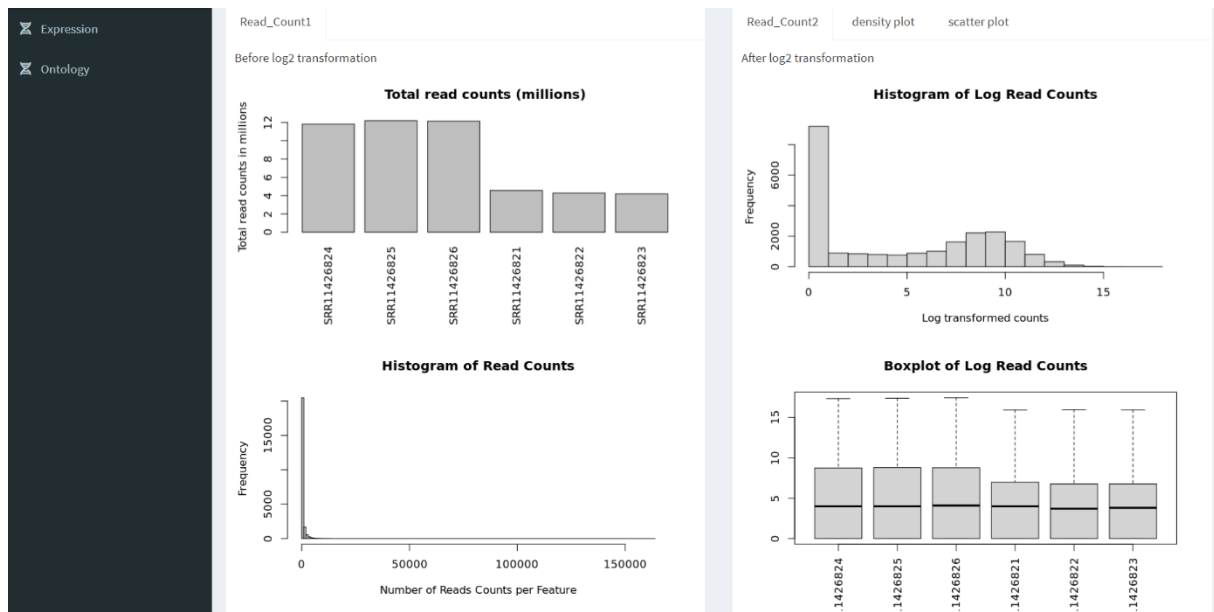 Expression
Ontology
Read_Count1
Before log2 transformation
Total read counts (millions)
Total read counts in millions
12
8
6
4
2
0
SRR11426824
SRR11426825
SRR11426826
SRR11426821
SRR11426822
SRR11426823
Histogram of Read Counts
Frequency
15000
5000
0
0
50000
100000
150000
Number of Reads Counts per Feature
Read_Count2
density plot
scatter plot
After log2 transformation
Histogram of Log Read Counts
Frequency
6000
2000
0
0
5
10
15
Log transformed counts
Boxplot of Log Read Counts
15
10
5
0
1426824
1426825
1426826
1426821
1426822
1426823